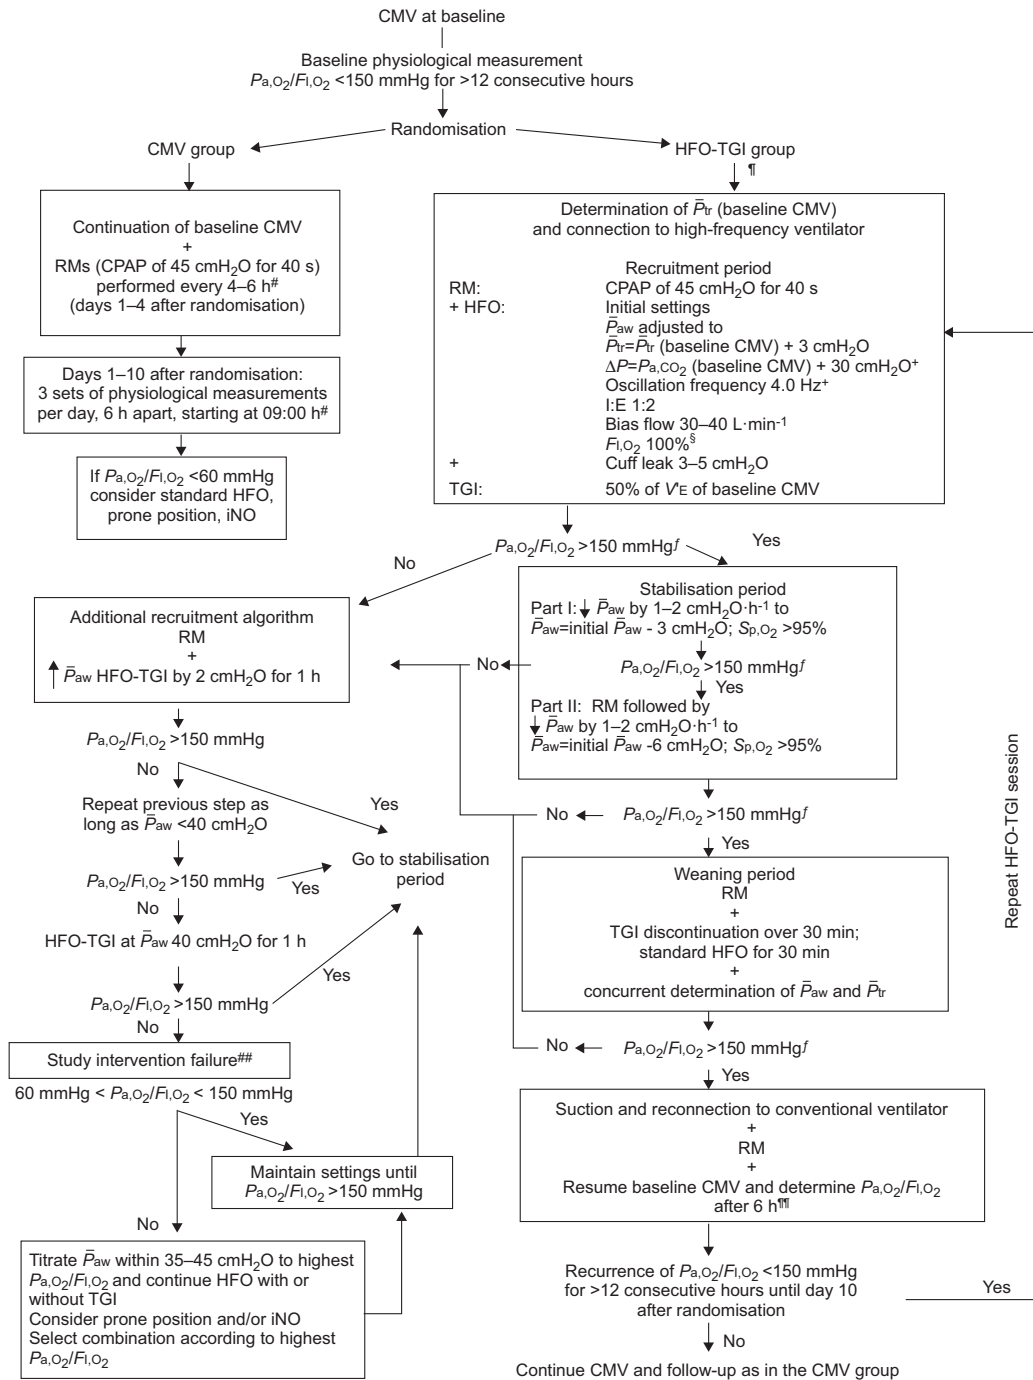 CMV at baseline
Baseline physiological measurement
Pa,O₂/FI,O₂ <150 mmHg for >12 consecutive hours
Randomisation
CMV group
Continuation of baseline CMV
+
RMs (CPAP of 45 cmH₂O for 40 s)
performed every 4–6 h#
(days 1–4 after randomisation)
Days 1–10 after randomisation:
3 sets of physiological measurements
per day, 6 h apart, starting at 09:00 h#
If Pa,O₂/FI,O₂ <60 mmHg
consider standard HFO,
prone position, iNO
HFO-TGI group
¶
Determination of P̄tr (baseline CMV)
and connection to high-frequency ventilator
Recruitment period
RM: CPAP of 45 cmH₂O for 40 s
+ HFO: Initial settings
P̄aw adjusted to
P̄tr=P̄tr (baseline CMV) + 3 cmH₂O
ΔP=Pa,CO₂ (baseline CMV) + 30 cmH₂O⁺
Oscillation frequency 4.0 Hz⁺
I:E 1:2
Bias flow 30–40 L·min⁻¹
FI,O₂ 100%§
+ Cuff leak 3–5 cmH₂O
TGI: 50% of V'E of baseline CMV
Pa,O₂/FI,O₂ >150 mmHgƒ
Yes
No
Stabilisation period
Part I: ↓ P̄aw by 1–2 cmH₂O·h⁻¹ to
P̄aw=initial P̄aw - 3 cmH₂O; Sp,O₂ >95%
No
Pa,O₂/FI,O₂ >150 mmHgƒ
Yes
Part II: RM followed by
↓ P̄aw by 1–2 cmH₂O·h⁻¹ to
P̄aw=initial P̄aw -6 cmH₂O; Sp,O₂ >95%
No
Pa,O₂/FI,O₂ >150 mmHgƒ
Yes
Weaning period
RM
+
TGI discontinuation over 30 min;
standard HFO for 30 min
+
concurrent determination of P̄aw and P̄tr
No
Pa,O₂/FI,O₂ >150 mmHgƒ
Yes
Suction and reconnection to conventional ventilator
+
RM
+
Resume baseline CMV and determine Pa,O₂/FI,O₂
after 6 h¶¶
Recurrence of Pa,O₂/FI,O₂ <150 mmHg
for >12 consecutive hours until day 10
after randomisation
Yes
Repeat HFO-TGI session
No
Continue CMV and follow-up as in the CMV group
Additional recruitment algorithm
RM
+
↑ P̄aw HFO-TGI by 2 cmH₂O for 1 h
Pa,O₂/FI,O₂ >150 mmHg
No
Yes
Repeat previous step as
long as P̄aw <40 cmH₂O
Go to stabilisation
period
Pa,O₂/FI,O₂ >150 mmHg
Yes
No
HFO-TGI at P̄aw 40 cmH₂O for 1 h
Yes
Pa,O₂/FI,O₂ >150 mmHg
No
Study intervention failure##
60 mmHg < Pa,O₂/FI,O₂ < 150 mmHg
Yes
Maintain settings until
Pa,O₂/FI,O₂ >150 mmHg
No
Titrate P̄aw within 35–45 cmH₂O to highest
Pa,O₂/FI,O₂ and continue HFO with or
without TGI
Consider prone position and/or iNO
Select combination according to highest
Pa,O₂/FI,O₂